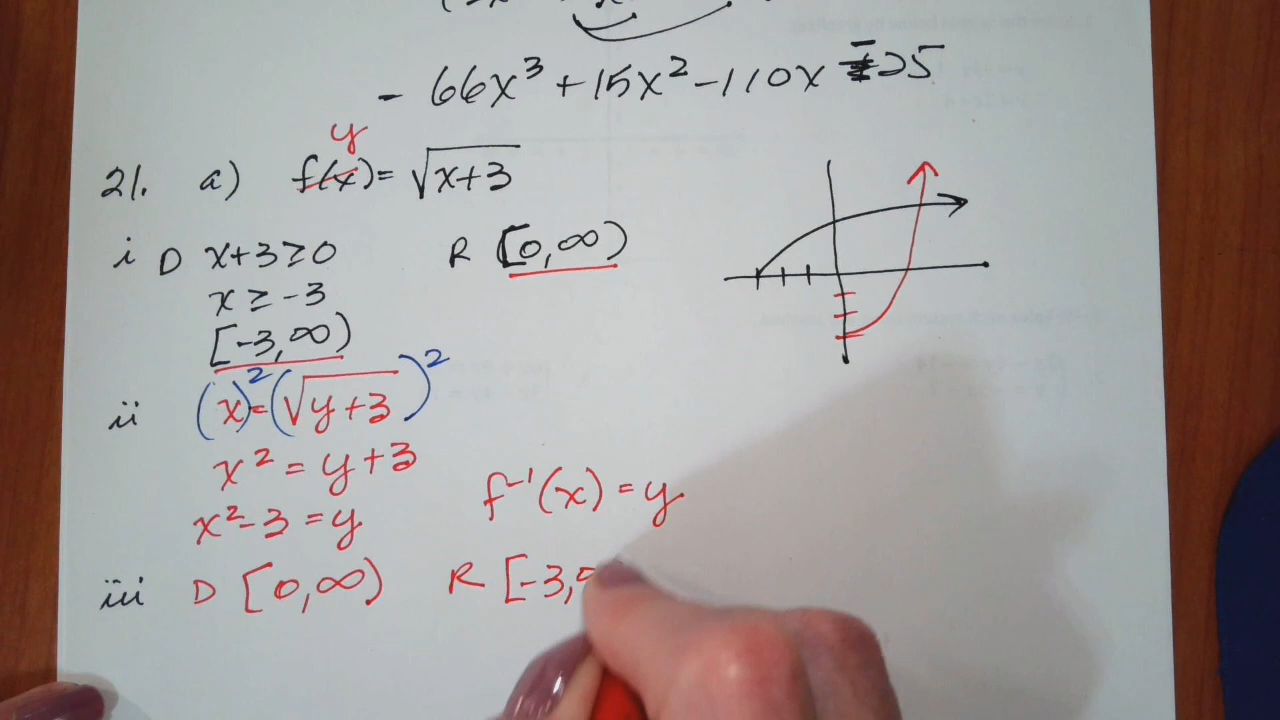 - 66x³ + 15x² - 110x - 25
y
21. a) f(x) = √x+3
i D x+3 ≥ 0 R [0, ∞)
x ≥ -3
[-3, ∞)
ii (x)² = (√y+3)²
x² = y+3
x² - 3 = y f⁻¹(x) = y
iii D [0, ∞) R [-3,